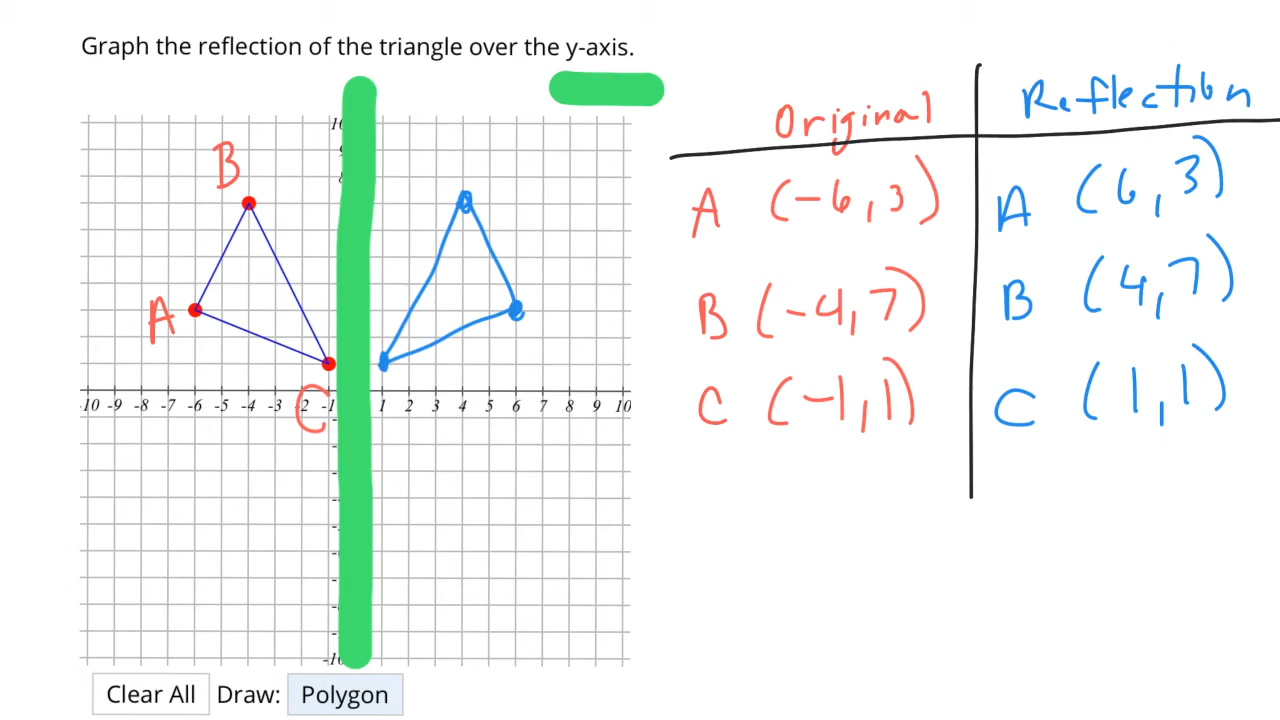 Graph the reflection of the triangle over the y-axis.
Original Reflection
A (-6,3) A (6,3)
B (-4,7) B (4,7)
C (-1,1) C (1,1)
B
A
C
-10 -9 -8 -7 -6 -5 -4 -3 -2 -1 1 2 3 4 5 6 7 8 9 10
Clear All Draw: Polygon